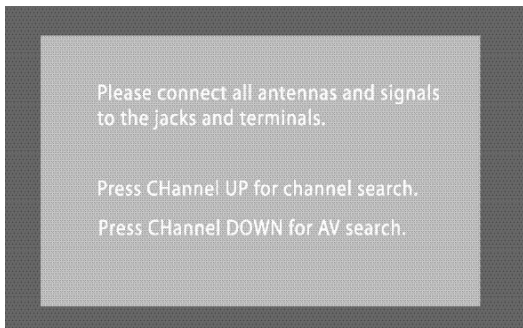 Please connect all antennas and signals
to the jacks and terminals.
Press CHannel UP for channel search.
Press CHannel DOWN for AV search.